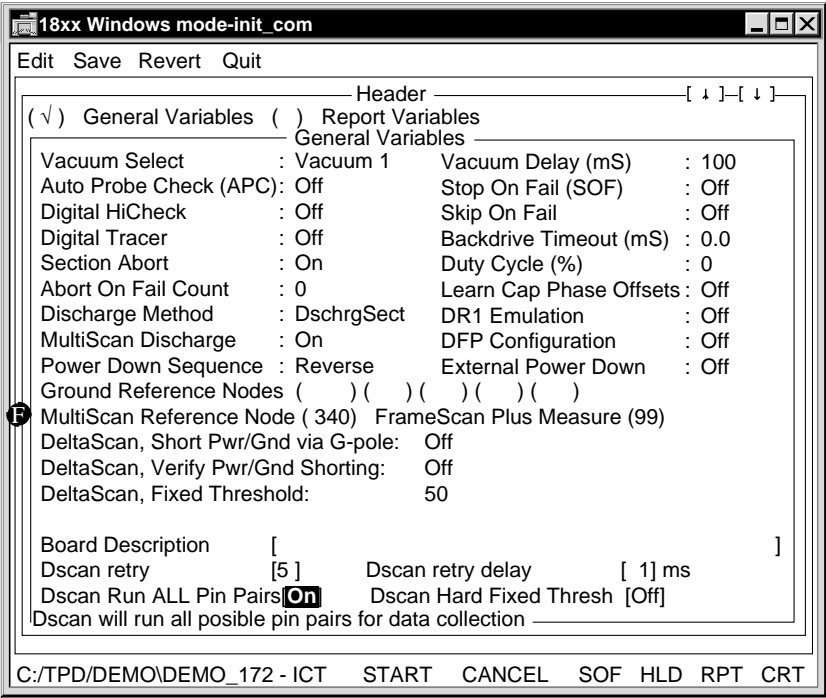 18xx Windows mode-init_com
Edit Save Revert Quit
Header [ ↓ ]–[ ↓ ]
( √ ) General Variables ( ) Report Variables
General Variables
Vacuum Select : Vacuum 1 Vacuum Delay (mS) : 100
Auto Probe Check (APC): Off Stop On Fail (SOF) : Off
Digital HiCheck : Off Skip On Fail : Off
Digital Tracer : Off Backdrive Timeout (mS) : 0.0
Section Abort : On Duty Cycle (%) : 0
Abort On Fail Count : 0 Learn Cap Phase Offsets : Off
Discharge Method : DschrgSect DR1 Emulation : Off
MultiScan Discharge : On DFP Configuration : Off
Power Down Sequence : Reverse External Power Down : Off
Ground Reference Nodes ( ) ( ) ( ) ( ) ( )
F MultiScan Reference Node ( 340) FrameScan Plus Measure (99)
DeltaScan, Short Pwr/Gnd via G-pole: Off
DeltaScan, Verify Pwr/Gnd Shorting: Off
DeltaScan, Fixed Threshold: 50
Board Description [ ]
Dscan retry [5 ] Dscan retry delay [ 1] ms
Dscan Run ALL Pin Pairs[On] Dscan Hard Fixed Thresh [Off]
Dscan will run all posible pin pairs for data collection
C:/TPD/DEMO\DEMO_172 - ICT START CANCEL SOF HLD RPT CRT